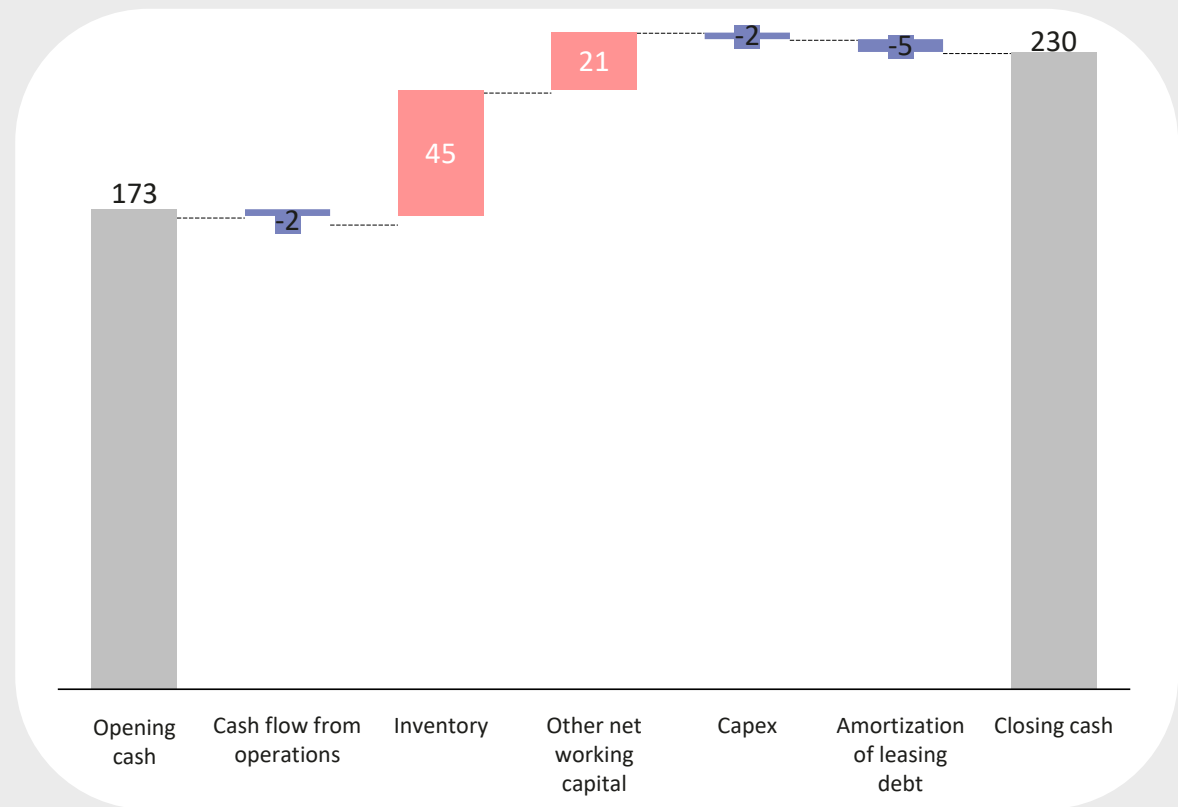 173
-2
45
21
-2
-5
230
Opening
cash
Cash flow from
operations
Inventory
Other net
working
capital
Capex
Amortization
of leasing
debt
Closing cash